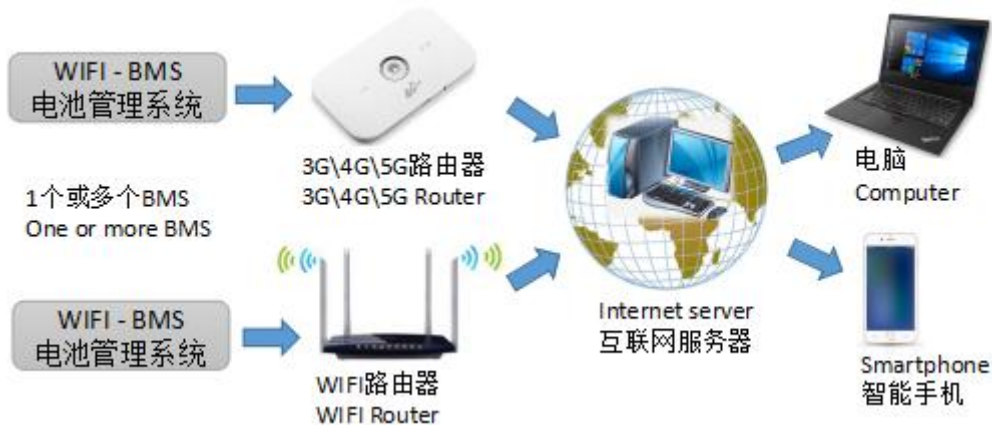 WIFI - BMS
电池管理系统
3G\4G\5G路由器
3G\4G\5G Router
1个或多个BMS
One or more BMS
WIFI - BMS
电池管理系统
WIFI路由器
WIFI Router
Internet server
互联网服务器
电脑
Computer
Smartphone
智能手机